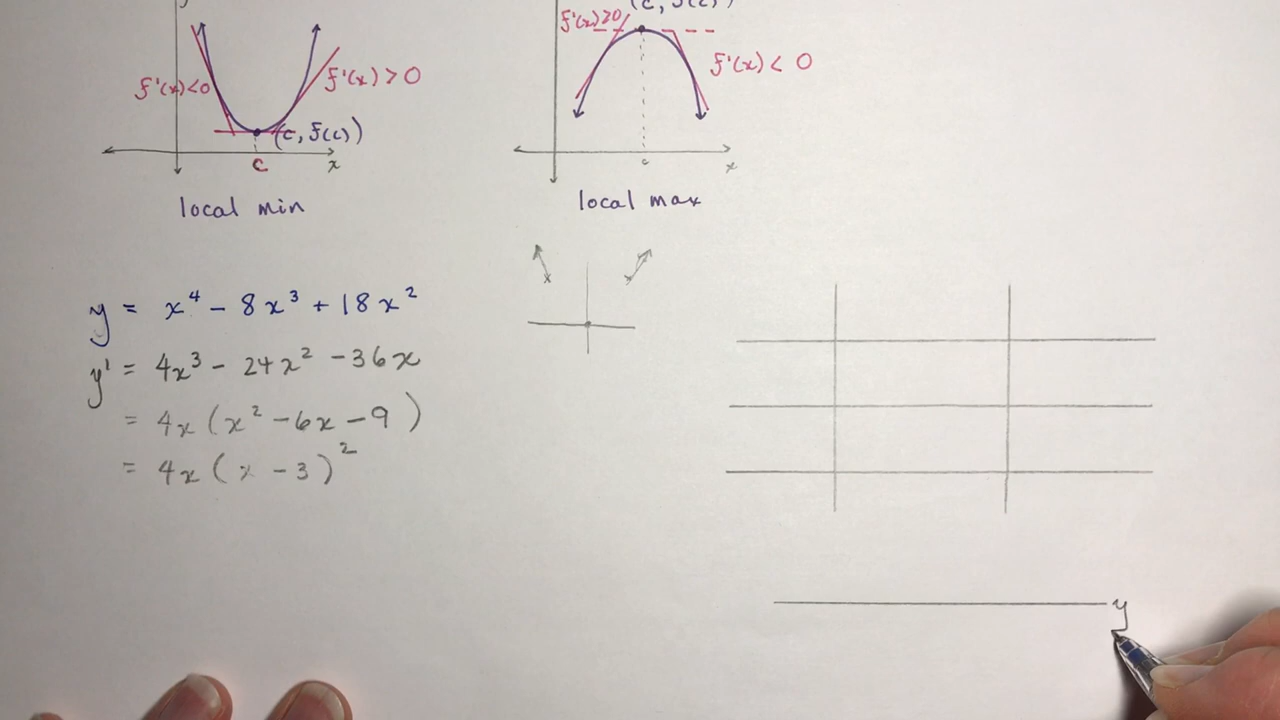 y
(c, f(c))
f'(x) < 0
f'(x) > 0
(c, f(c))
c
x
local min
f'(x) > 0
f'(x) < 0
c
x
local max
y = x⁴ - 8x³ + 18x²
y' = 4x³ - 24x² - 36x
= 4x(x² - 6x - 9)
= 4x(x - 3)²
y